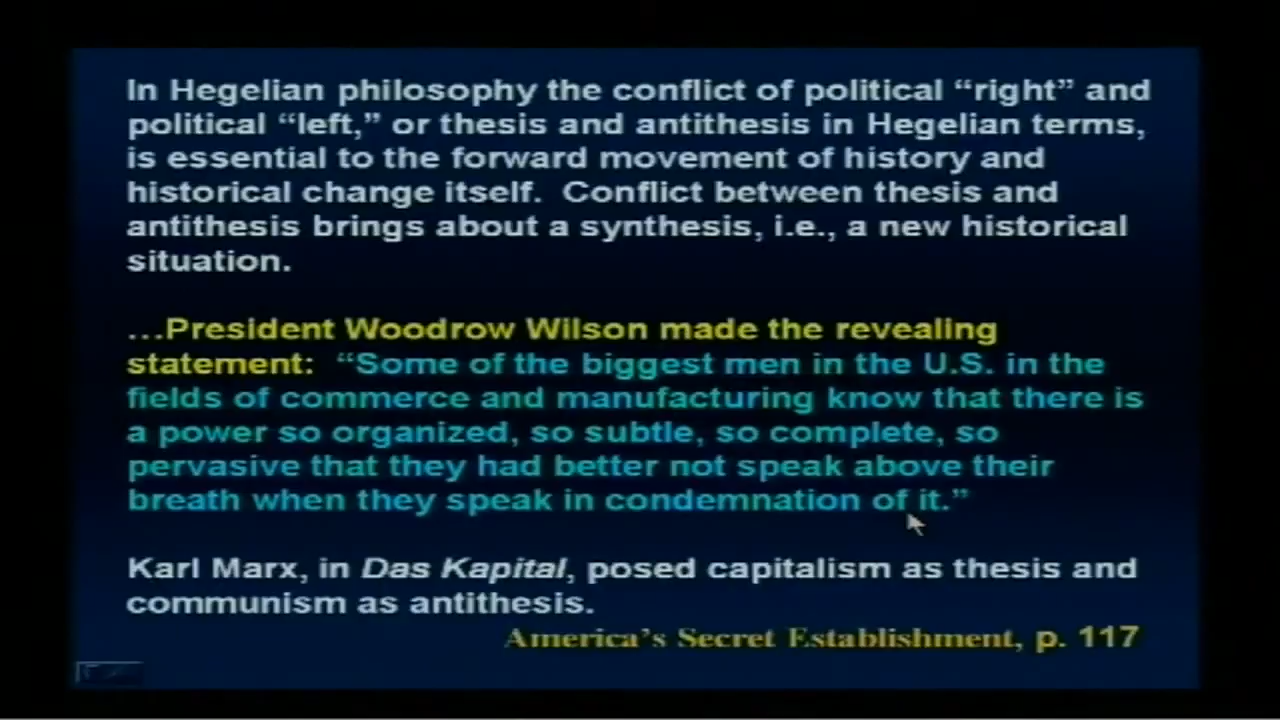 In Hegelian philosophy the conflict of political “right” and
political “left,” or thesis and antithesis in Hegelian terms,
is essential to the forward movement of history and
historical change itself.  Conflict between thesis and
antithesis brings about a synthesis, i.e., a new historical
situation.
…President Woodrow Wilson made the revealing
statement:  “Some of the biggest men in the U.S. in the
fields of commerce and manufacturing know that there is
a power so organized, so subtle, so complete, so
pervasive that they had better not speak above their
breath when they speak in condemnation of it.”
Karl Marx, in Das Kapital, posed capitalism as thesis and
communism as antithesis.
America’s Secret Establishment, p. 117